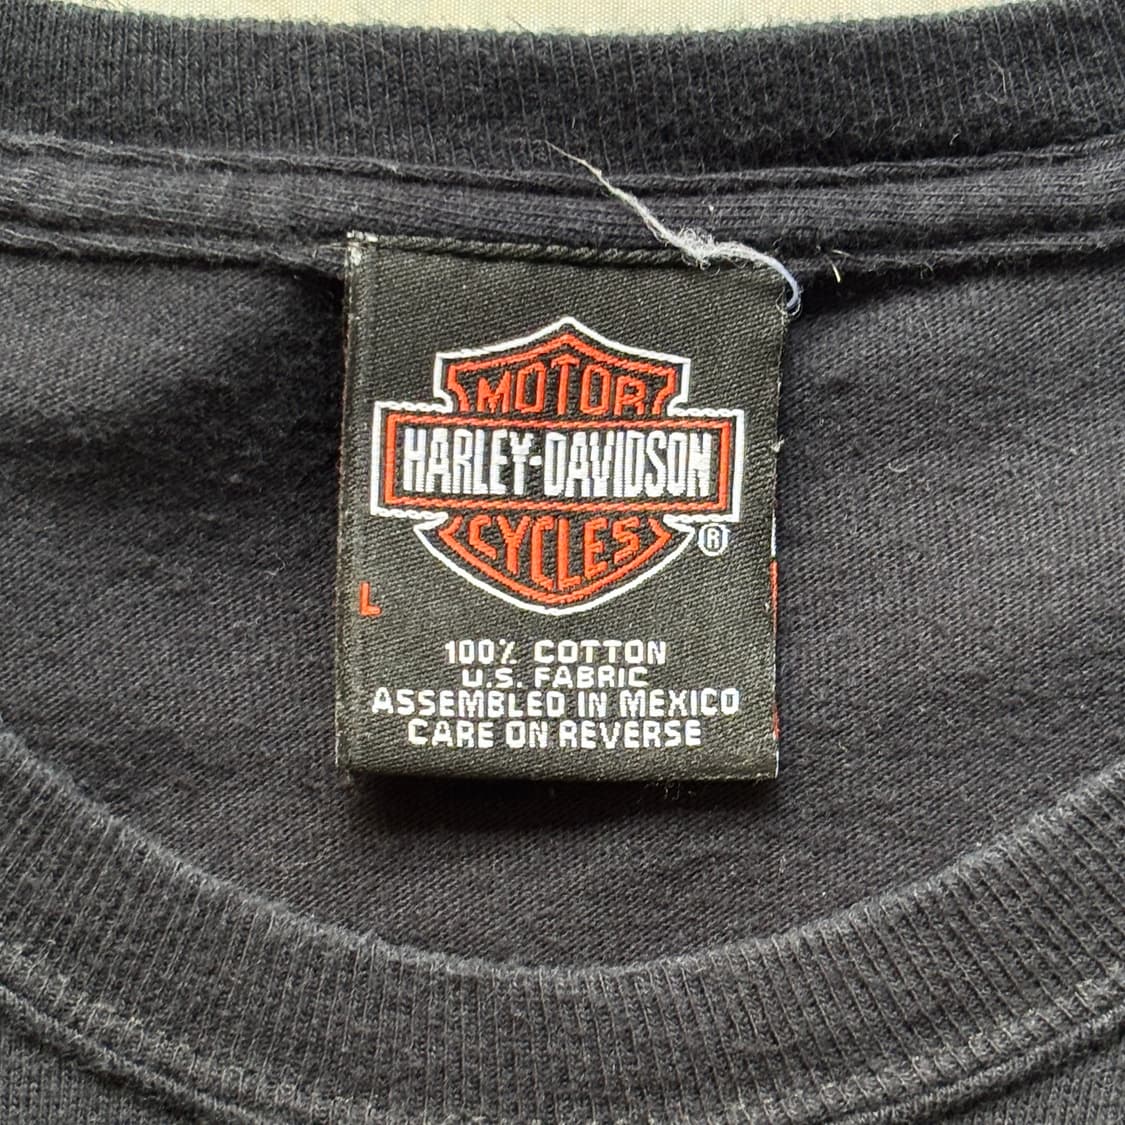 MOTOR
HARLEY-DAVIDSON
CYCLES
®
L
100% COTTON
U.S. FABRIC
ASSEMBLED IN MEXICO
CARE ON REVERSE